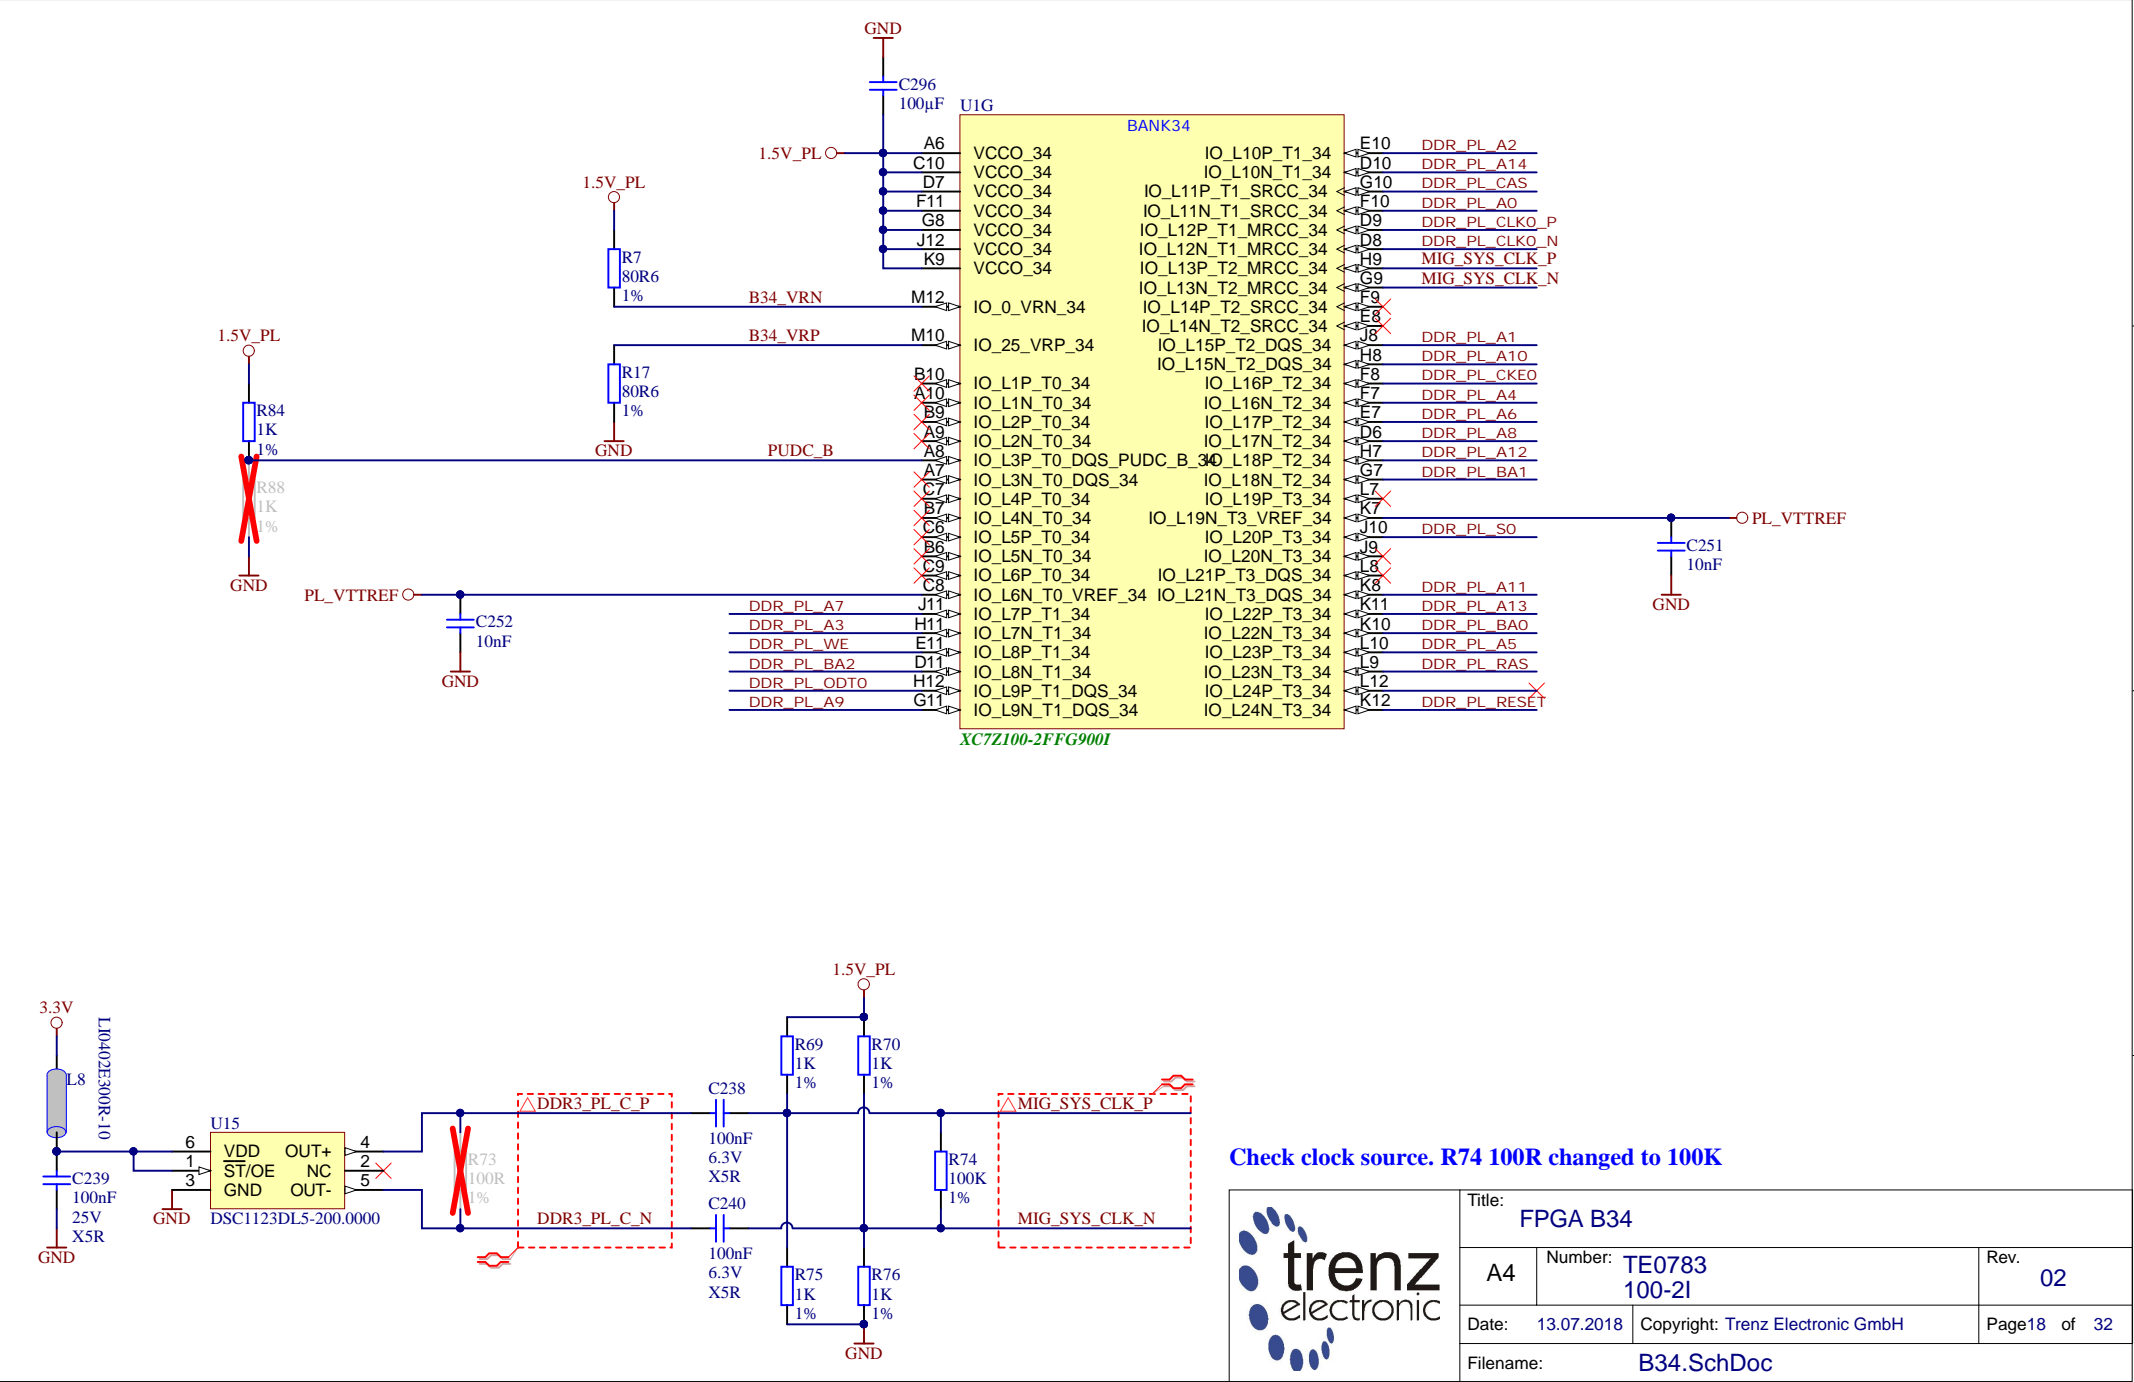 GND
C296
100µF
U1G
BANK34
1.5V_PL
A6 VCCO_34
C10 VCCO_34
D7 VCCO_34
F11 VCCO_34
G8 VCCO_34
J12 VCCO_34
K9 VCCO_34
1.5V_PL
R7
80R6
1%
B34_VRN M12 IO_0_VRN_34
B34_VRP M10 IO_25_VRP_34
R17
80R6
1%
GND
1.5V_PL
R84
1K
1%
PUDC_B
R88
1K
1%
GND
B10 IO_L1P_T0_34
A10 IO_L1N_T0_34
B9 IO_L2P_T0_34
A9 IO_L2N_T0_34
A8 IO_L3P_T0_DQS_PUDC_B_34
A7 IO_L3N_T0_DQS_34
C7 IO_L4P_T0_34
B7 IO_L4N_T0_34
C6 IO_L5P_T0_34
B6 IO_L5N_T0_34
C9 IO_L6P_T0_34
PL_VTTREF C8 IO_L6N_T0_VREF_34
C252
10nF
GND
DDR_PL_A7 J11 IO_L7P_T1_34
DDR_PL_A3 H11 IO_L7N_T1_34
DDR_PL_WE E11 IO_L8P_T1_34
DDR_PL_BA2 D11 IO_L8N_T1_34
DDR_PL_ODT0 H12 IO_L9P_T1_DQS_34
DDR_PL_A9 G11 IO_L9N_T1_DQS_34
IO_L10P_T1_34 E10 DDR_PL_A2
IO_L10N_T1_34 D10 DDR_PL_A14
IO_L11P_T1_SRCC_34 G10 DDR_PL_CAS
IO_L11N_T1_SRCC_34 F10 DDR_PL_A0
IO_L12P_T1_MRCC_34 D9 DDR_PL_CLK0_P
IO_L12N_T1_MRCC_34 D8 DDR_PL_CLK0_N
IO_L13P_T2_MRCC_34 H9 MIG_SYS_CLK_P
IO_L13N_T2_MRCC_34 G9 MIG_SYS_CLK_N
IO_L14P_T2_SRCC_34 F9
IO_L14N_T2_SRCC_34 E8
IO_L15P_T2_DQS_34 J8 DDR_PL_A1
IO_L15N_T2_DQS_34 H8 DDR_PL_A10
IO_L16P_T2_34 F8 DDR_PL_CKE0
IO_L16N_T2_34 F7 DDR_PL_A4
IO_L17P_T2_34 E7 DDR_PL_A6
IO_L17N_T2_34 D6 DDR_PL_A8
IO_L18P_T2_34 H7 DDR_PL_A12
IO_L18N_T2_34 G7 DDR_PL_BA1
IO_L19P_T3_34 L7
IO_L19N_T3_VREF_34 K7 PL_VTTREF
IO_L20P_T3_34 J10 DDR_PL_S0
IO_L20N_T3_34 J9
IO_L21P_T3_DQS_34 L8
IO_L21N_T3_DQS_34 K8 DDR_PL_A11
IO_L22P_T3_34 K11 DDR_PL_A13
IO_L22N_T3_34 K10 DDR_PL_BA0
IO_L23P_T3_34 L10 DDR_PL_A5
IO_L23N_T3_34 L9 DDR_PL_RAS
IO_L24P_T3_34 L12
IO_L24N_T3_34 K12 DDR_PL_RESET
C251
10nF
GND
XC7Z100-2FFG900I
3.3V
L8
LI0402E300R-10
C239
100nF
25V
X5R
GND
U15
6 VDD OUT+ 4
1 ST/OE NC 2
3 GND OUT- 5
GND
DSC1123DL5-200.0000
R73
100R
1%
DDR3_PL_C_P
DDR3_PL_C_N
C238
100nF
6.3V
X5R
C240
100nF
6.3V
X5R
1.5V_PL
R69
1K
1%
R70
1K
1%
R75
1K
1%
R76
1K
1%
GND
R74
100K
1%
MIG_SYS_CLK_P
MIG_SYS_CLK_N
Check clock source. R74 100R changed to 100K
trenz
electronic
Title:
FPGA B34
A4
Number: TE0783
100-2I
Rev.
02
Date: 13.07.2018
Copyright: Trenz Electronic GmbH
Page18 of 32
Filename: B34.SchDoc